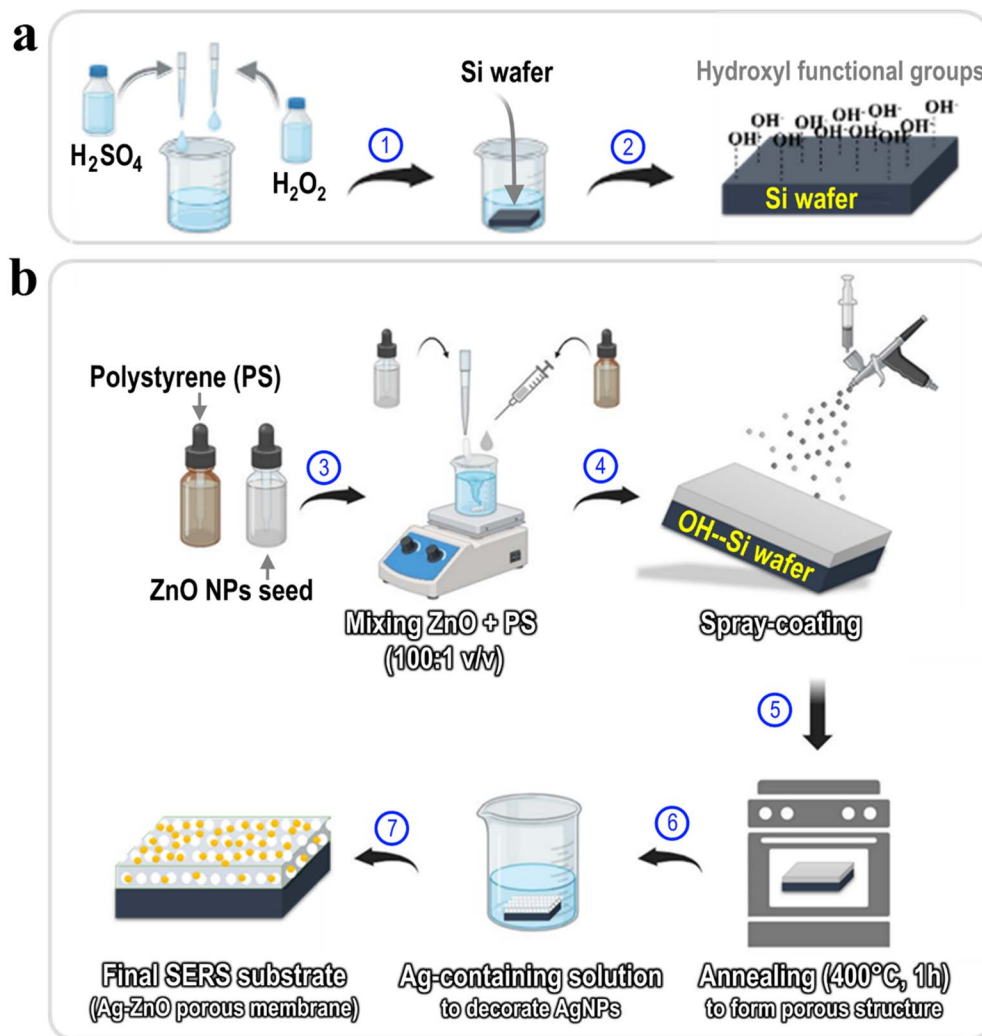 a
H₂SO₄
H₂O₂
1
Si wafer
2
Hydroxyl functional groups
OH- OH- OH- OH- OH-
OH- OH- OH- OH- OH- OH-
Si wafer
b
Polystyrene (PS)
ZnO NPs seed
3
Mixing ZnO + PS
(100:1 v/v)
4
OH--Si wafer
Spray-coating
5
Annealing (400°C, 1h)
to form porous structure
6
Ag-containing solution
to decorate AgNPs
7
Final SERS substrate
(Ag-ZnO porous membrane)